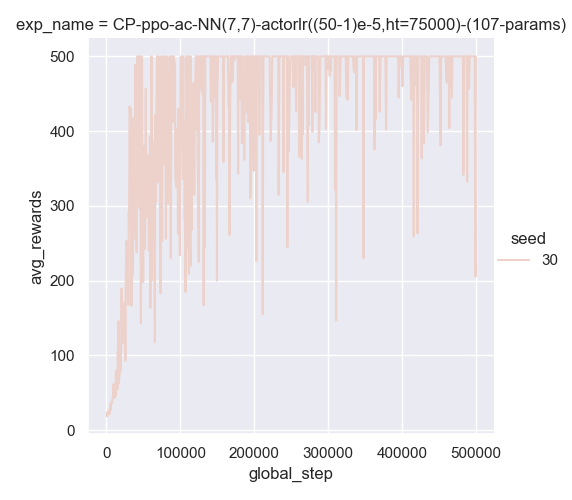 exp_name = CP-ppo-ac-NN(7,7)-actorlr((50-1)e-5,ht=75000)-(107-params)
500
400
300
200
100
0
avg_rewards
0 100000 200000 300000 400000 500000
global_step
seed
30